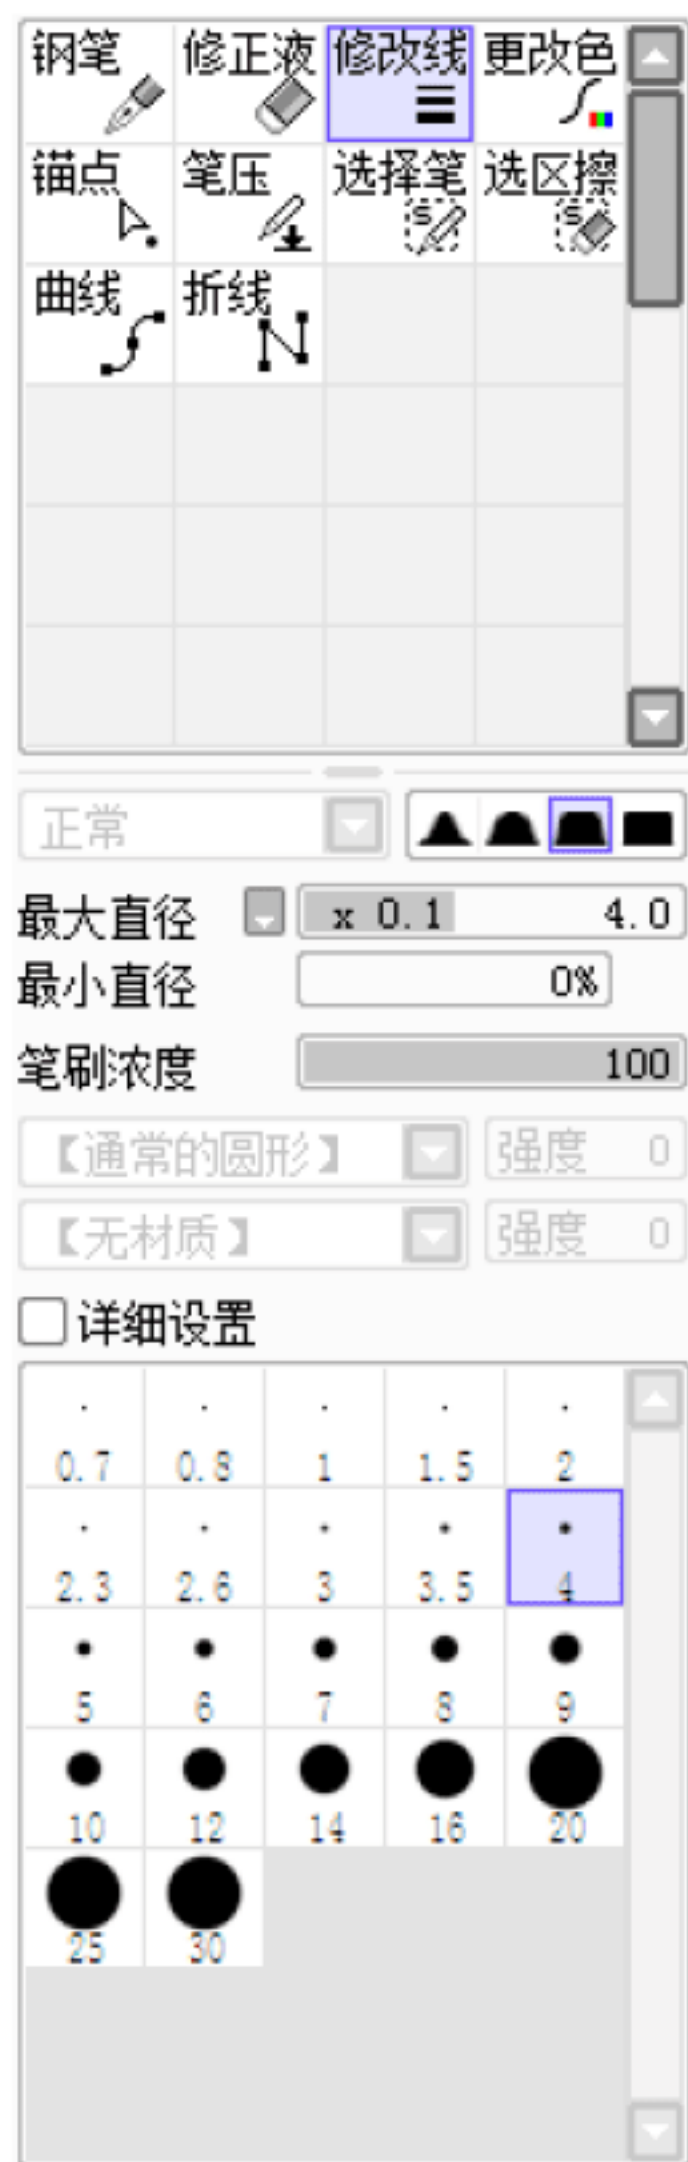 钢笔 修正液 修改线 更改色
锚点 笔压 选择笔 选区擦
曲线 折线
正常
最大直径 x 0.1 4.0
最小直径 0%
笔刷浓度 100
【通常的圆形】 强度 0
【无材质】 强度 0
详细设置
0.7 0.8 1 1.5 2
2.3 2.6 3 3.5 4
5 6 7 8 9
10 12 14 16 20
25 30